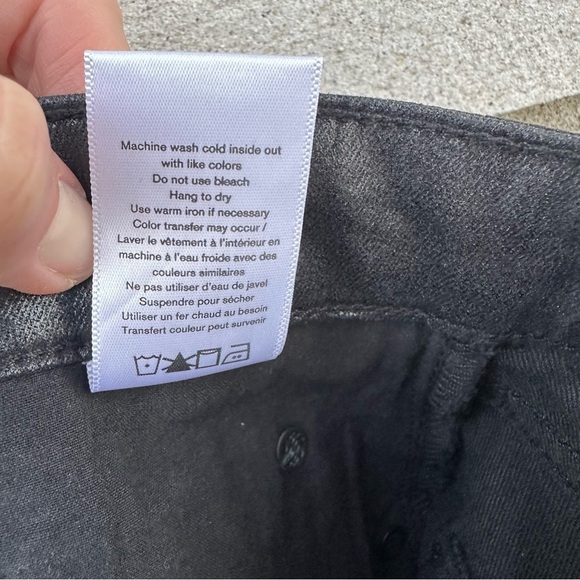 Machine wash cold inside out
with like colors
Do not use bleach
Hang to dry
Use warm iron if necessary
Color transfer may occur /
Laver le vêtement à l'intérieur en
machine à l'eau froide avec des
couleurs similaires
Ne pas utiliser d'eau de javel
Suspendre pour sécher
Utiliser un fer chaud au besoin
Transfert couleur peut survenir